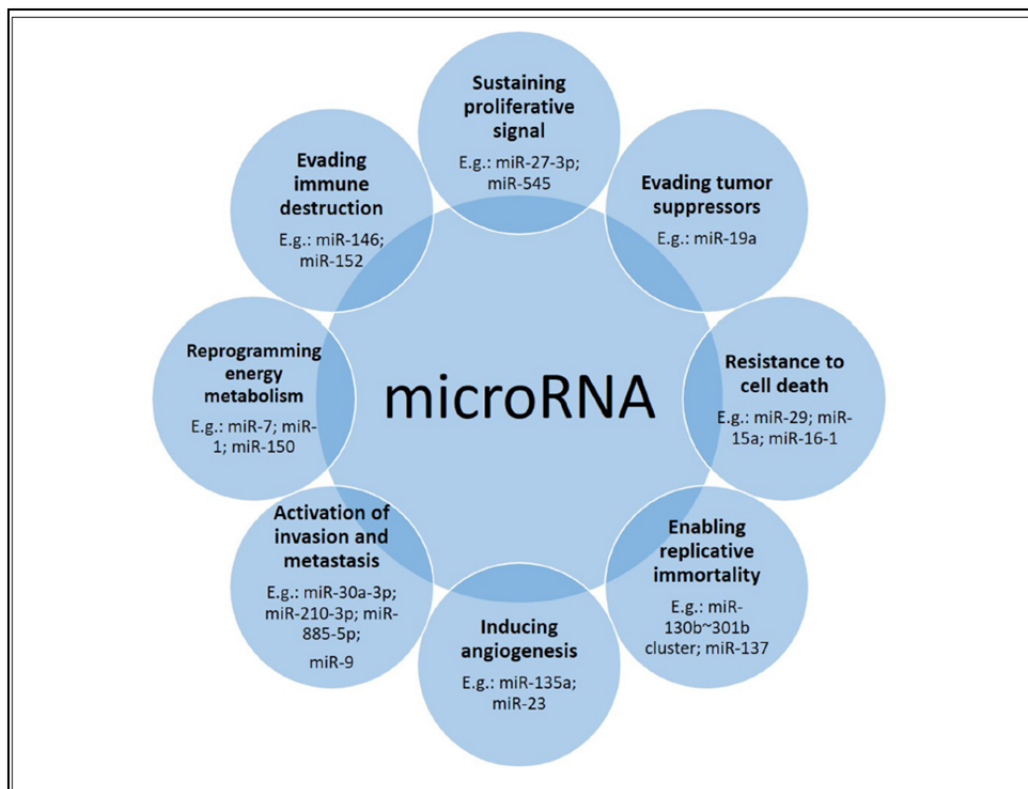 Sustaining
proliferative
signal
E.g.: miR-27-3p;
miR-545
Evading tumor
suppressors
E.g.: miR-19a
Resistance to
cell death
E.g.: miR-29; miR-
15a; miR-16-1
Enabling
replicative
immortality
E.g.: miR-
130b~301b
cluster; miR-137
Inducing
angiogenesis
E.g.: miR-135a;
miR-23
Activation of
invasion and
metastasis
E.g.: miR-30a-3p;
miR-210-3p; miR-
885-5p;
miR-9
Reprogramming
energy
metabolism
E.g.: miR-7; miR-
1; miR-150
Evading
immune
destruction
E.g.: miR-146;
miR-152
microRNA